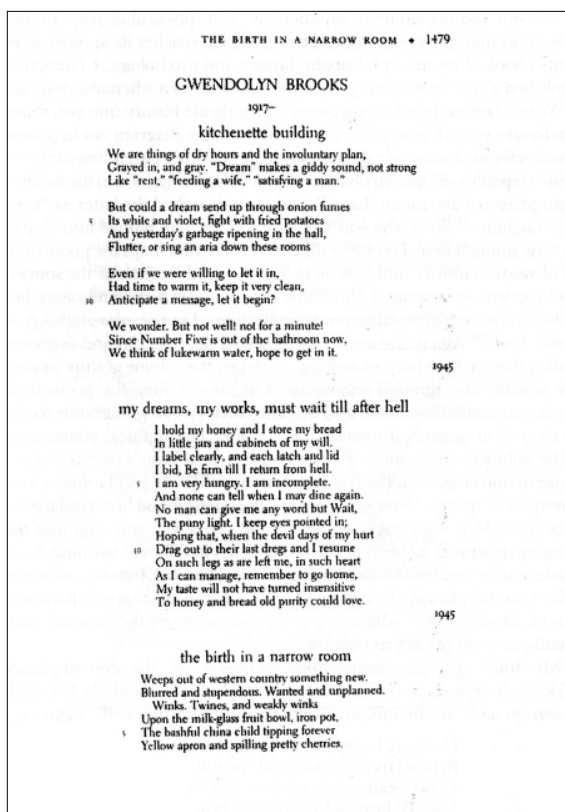 THE BIRTH IN A NARROW ROOM • 1479
GWENDOLYN BROOKS
1917–
kitchenette building
We are things of dry hours and the involuntary plan,
Grayed in, and gray. “Dream” makes a giddy sound, not strong
Like “rent,” “feeding a wife,” “satisfying a man.”
But could a dream send up through onion fumes
5 Its white and violet, fight with fried potatoes
And yesterday's garbage ripening in the hall,
Flutter, or sing an aria down these rooms
Even if we were willing to let it in,
Had time to warm it, keep it very clean,
10 Anticipate a message, let it begin?
We wonder. But not well! not for a minute!
Since Number Five is out of the bathroom now,
We think of lukewarm water, hope to get in it.
1945
my dreams, my works, must wait till after hell
I hold my honey and I store my bread
In little jars and cabinets of my will.
I label clearly, and each latch and lid
I bid, Be firm till I return from hell.
5 I am very hungry. I am incomplete.
And none can tell when I may dine again.
No man can give me any word but Wait,
The puny light. I keep eyes pointed in;
Hoping that, when the devil days of my hurt
10 Drag out to their last dregs and I resume
On such legs as are left me, in such heart
As I can manage, remember to go home,
My taste will not have turned insensitive
To honey and bread old purity could love.
1945
the birth in a narrow room
Weeps out of western country something new.
Blurred and stupendous. Wanted and unplanned.
Winks. Twines, and weakly winks
Upon the milk-glass fruit bowl, iron pot,
5 The bashful china child tipping forever
Yellow apron and spilling pretty cherries.